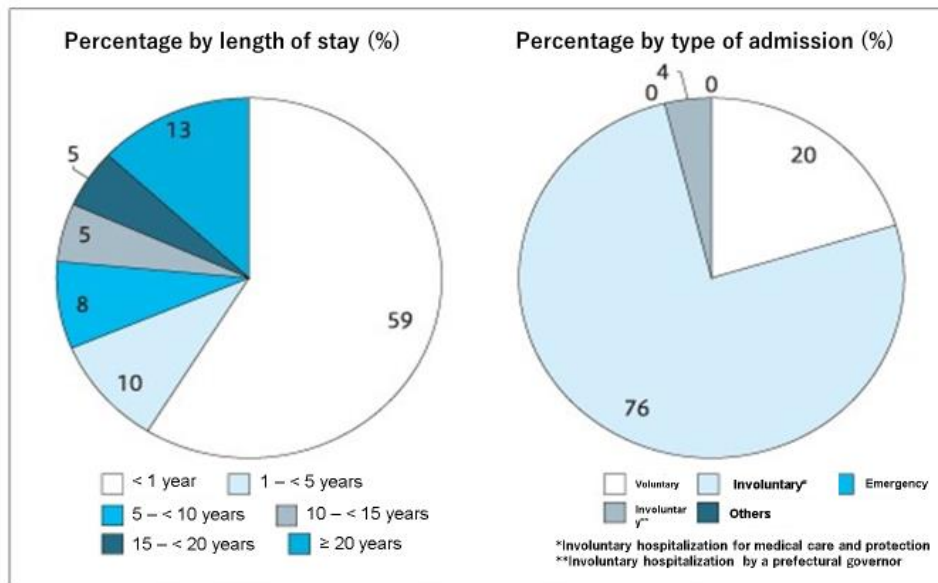 Percentage by length of stay (%)
13
5
5
8
10
59
< 1 year
1 – < 5 years
5 – < 10 years
10 – < 15 years
15 – < 20 years
≥ 20 years
Percentage by type of admission (%)
4
0
0
20
76
Voluntary
Involuntary*
Emergency
Involuntar
y**
Others
*Involuntary hospitalization for medical care and protection
**Involuntary hospitalization by a prefectural governor